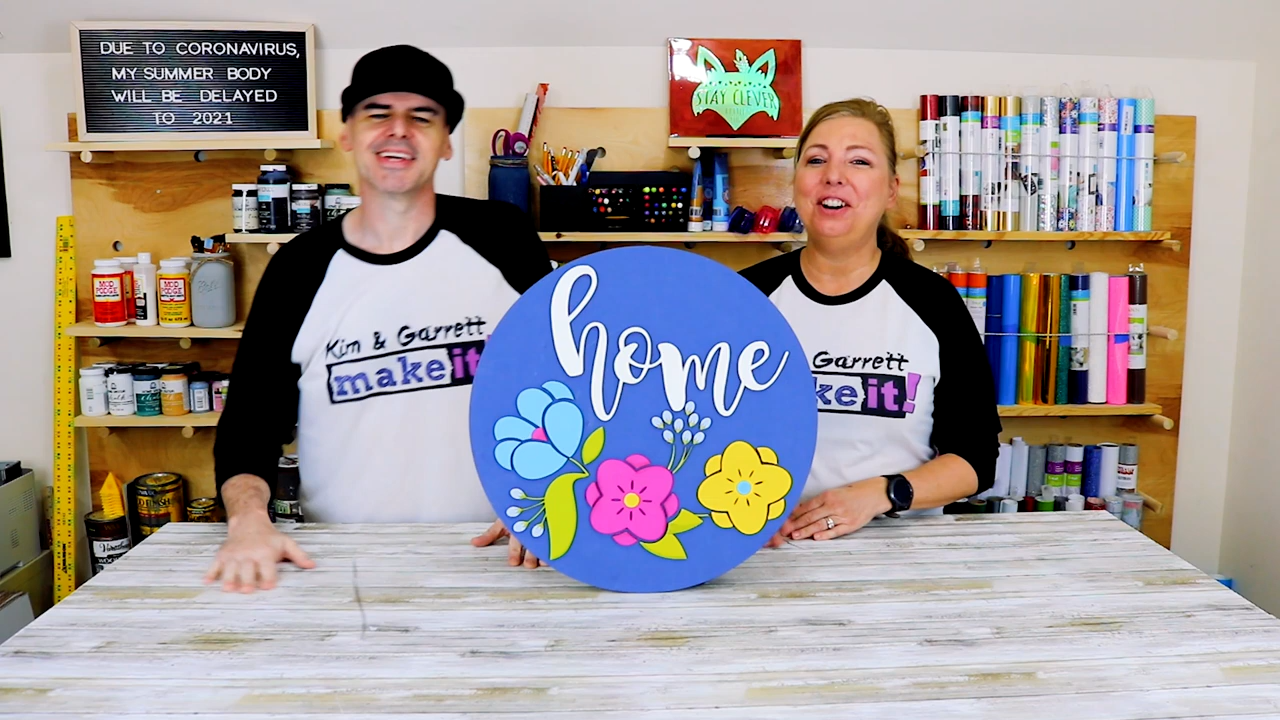 DUE TO CORONAVIRUS,
MY SUMMER BODY
WILL BE DELAYED
TO 2021
STAY CLEVER
Kim & Garrett
make it
Garrett
ke it!
home
MOD
PODGE
MOD
PODGE